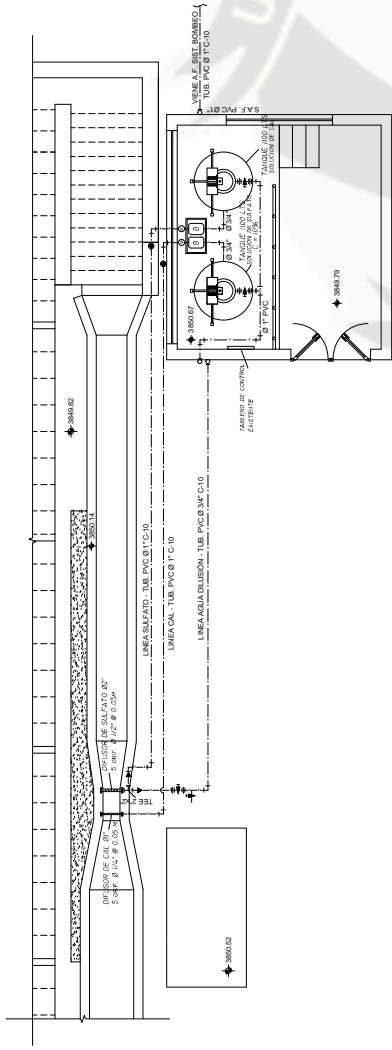 3849.82
3850.14
DIFUSOR DE SULFATO Ø2"
5 ORIF. Ø 1/2" @ 0.05M
DIFUSOR DE CAL Ø1"
5 ORIF. Ø 1/4" @ 0.05 M
TEE 2"x2"
LINEA SULFATO - TUB. PVC Ø 1" C-10
LINEA CAL - TUB. PVC Ø 1" C-10
LINEA AGUA DILUSIÓN - TUB. PVC Ø 3/4" C-10
3850.52
VIENE A.F. SIST. BOMBEO (
TUB. PVC Ø 1" C-10
S.A.F. PVC Ø1"
TANQUE 1100 LTS
SOLUCION DE CAL
Ø 3/4"
B
B
Ø 3/4"
TANQUE 1100 LTS
SOLUCION DE SULFATO
C = 10%
Ø 1" PVC
3850.67
TABLERO DE CONTROL
EXISTENTE
3849.79